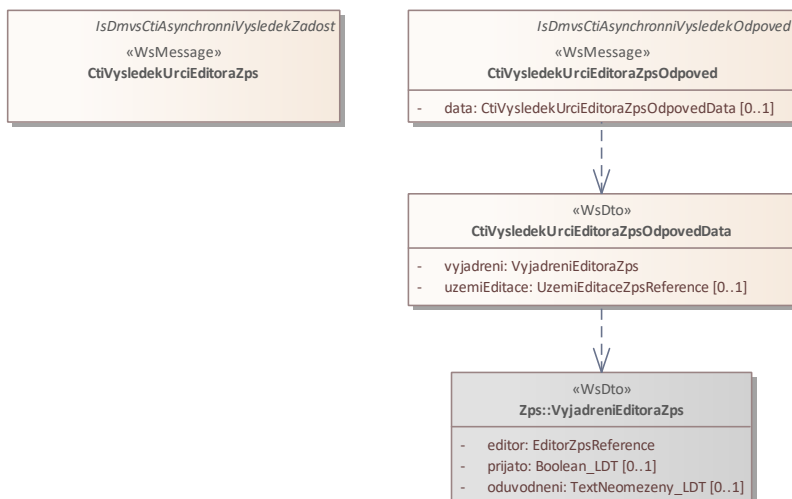 IsDmvsCtiAsynchronniVysledekZadost
«WsMessage»
CtiVysledekUrciEditoraZps
IsDmvsCtiAsynchronniVysledekOdpoved
«WsMessage»
CtiVysledekUrciEditoraZpsOdpoved
- data: CtiVysledekUrciEditoraZpsOdpovedData [0..1]
«WsDto»
CtiVysledekUrciEditoraZpsOdpovedData
- vyjadreni: VyjadreniEditoraZps
- uzemiEditace: UzemiEditaceZpsReference [0..1]
«WsDto»
Zps::VyjadreniEditoraZps
- editor: EditorZpsReference
- prijato: Boolean_LDT [0..1]
- oduvodneni: TextNeomezeny_LDT [0..1]